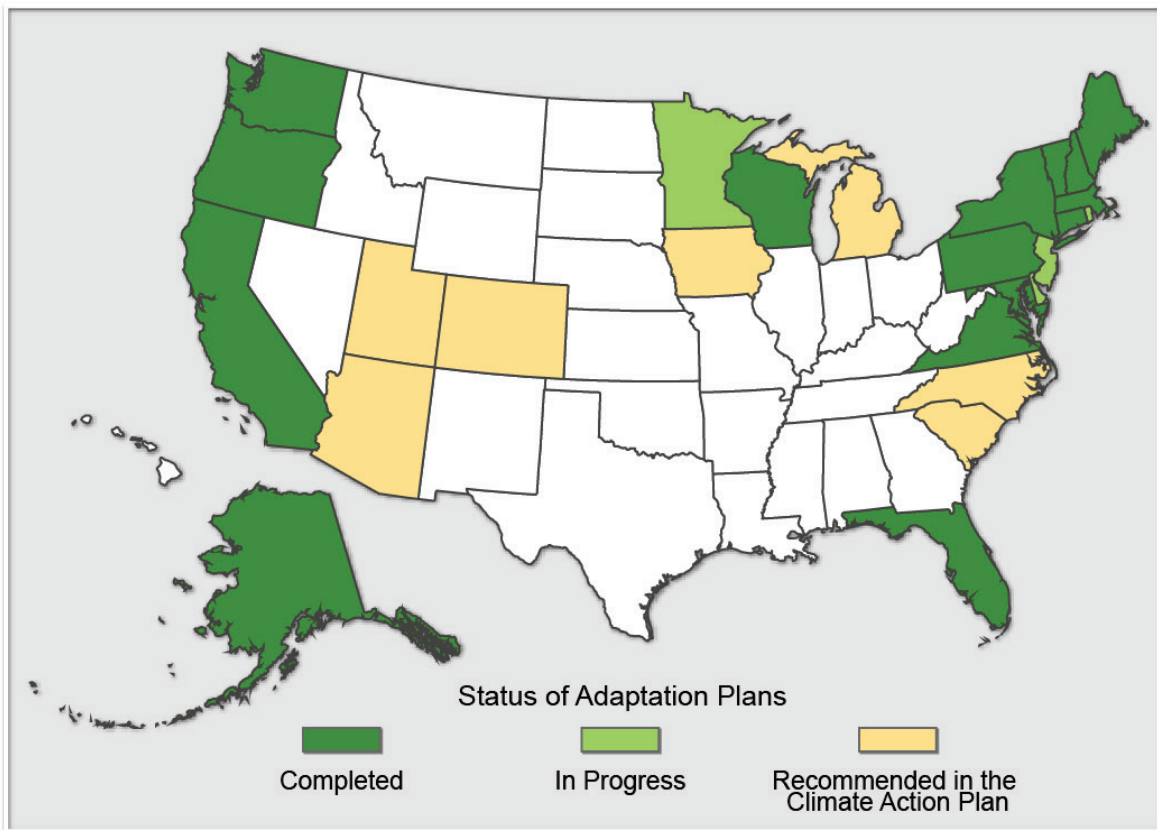 Status of Adaptation Plans
Completed
In Progress
Recommended in the
Climate Action Plan